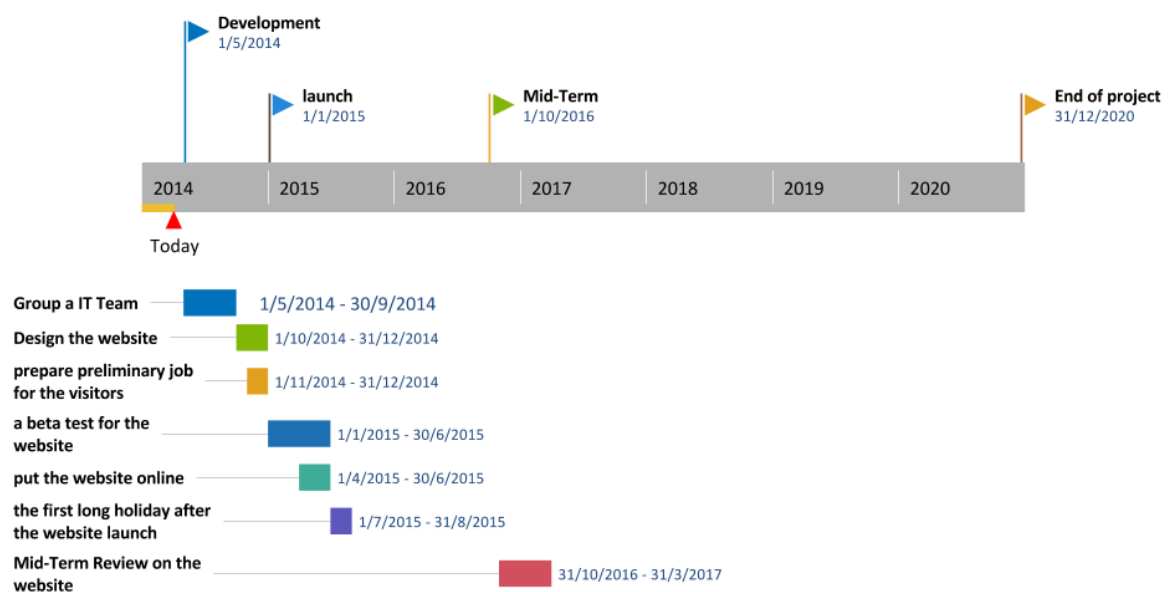 Development
1/5/2014
launch
1/1/2015
Mid-Term
1/10/2016
End of project
31/12/2020
2014 2015 2016 2017 2018 2019 2020
Today
Group a IT Team 1/5/2014 - 30/9/2014
Design the website 1/10/2014 - 31/12/2014
prepare preliminary job
for the visitors
1/11/2014 - 31/12/2014
a beta test for the
website
1/1/2015 - 30/6/2015
put the website online 1/4/2015 - 30/6/2015
the first long holiday after
the website launch
1/7/2015 - 31/8/2015
Mid-Term Review on the
website
31/10/2016 - 31/3/2017